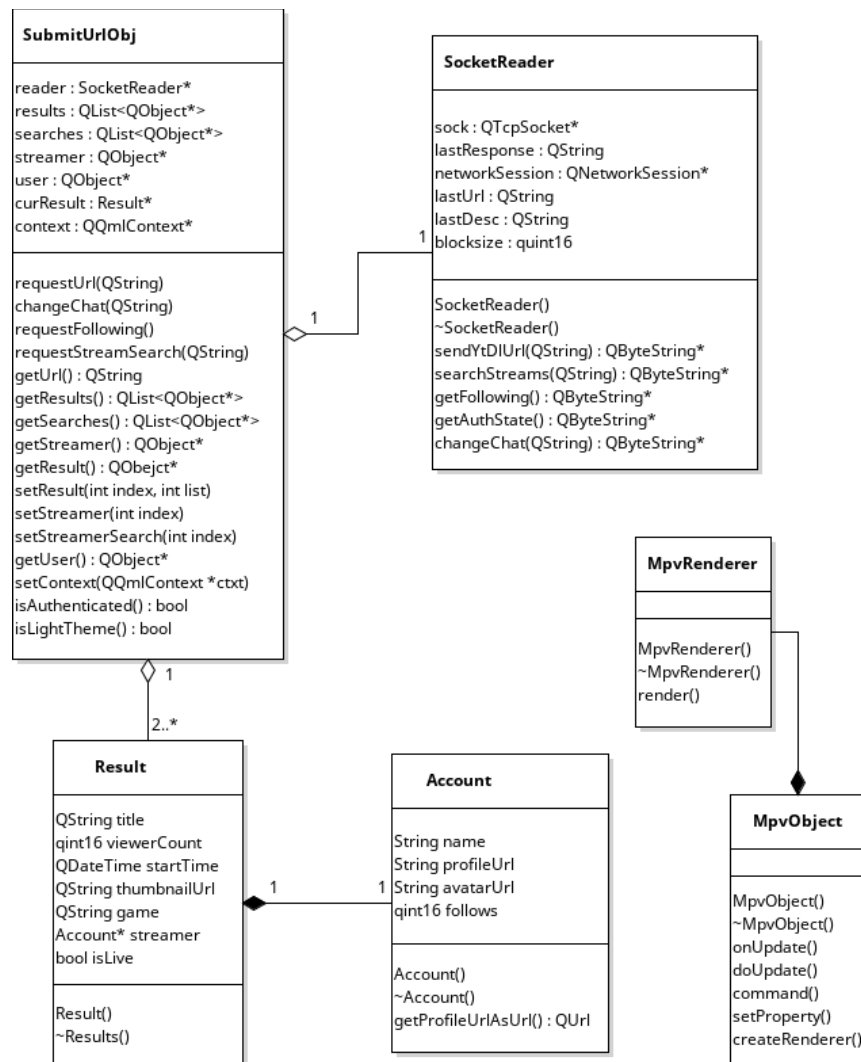 SubmitUrlObj
reader : SocketReader*
results : QList<QObject*>
searches : QList<QObject*>
streamer : QObject*
user : QObject*
curResult : Result*
context : QQmlContext*
requestUrl(QString)
changeChat(QString)
requestFollowing()
requestStreamSearch(QString)
getUrl() : QString
getResults() : QList<QObject*>
getSearches() : QList<QObject*>
getStreamer() : QObject*
getResult() : QObejct*
setResult(int index, int list)
setStreamer(int index)
setStreamerSearch(int index)
getUser() : QObject*
setContext(QQmlContext *ctxt)
isAuthenticated() : bool
isLightTheme() : bool
1
1
SocketReader
sock : QTcpSocket*
lastResponse : QString
networkSession : QNetworkSession*
lastUrl : QString
lastDesc : QString
blocksize : quint16
SocketReader()
~SocketReader()
sendYtDlUrl(QString) : QByteString*
searchStreams(QString) : QByteString*
getFollowing() : QByteString*
getAuthState() : QByteString*
changeChat(QString) : QByteString*
1
2..*
Result
QString title
qint16 viewerCount
QDateTime startTime
QString thumbnailUrl
QString game
Account* streamer
bool isLive
Result()
~Results()
1
1
Account
String name
String profileUrl
String avatarUrl
qint16 follows
Account()
~Account()
getProfileUrlAsUrl() : QUrl
MpvRenderer
MpvRenderer()
~MpvRenderer()
render()
MpvObject
MpvObject()
~MpvObject()
onUpdate()
doUpdate()
command()
setProperty()
createRenderer()